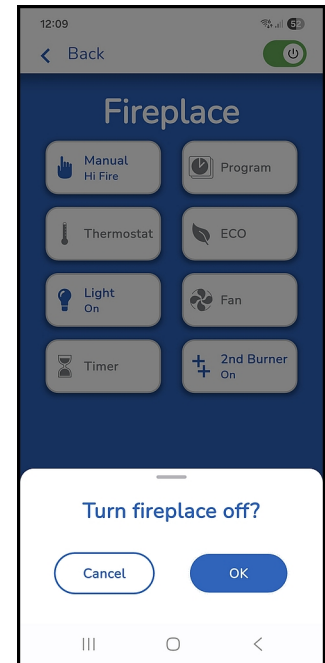 12:09
52
Back
Fireplace
Manual
Hi Fire
Program
Thermostat
ECO
Light
On
Fan
Timer
2nd Burner
On
Turn fireplace off?
Cancel
OK